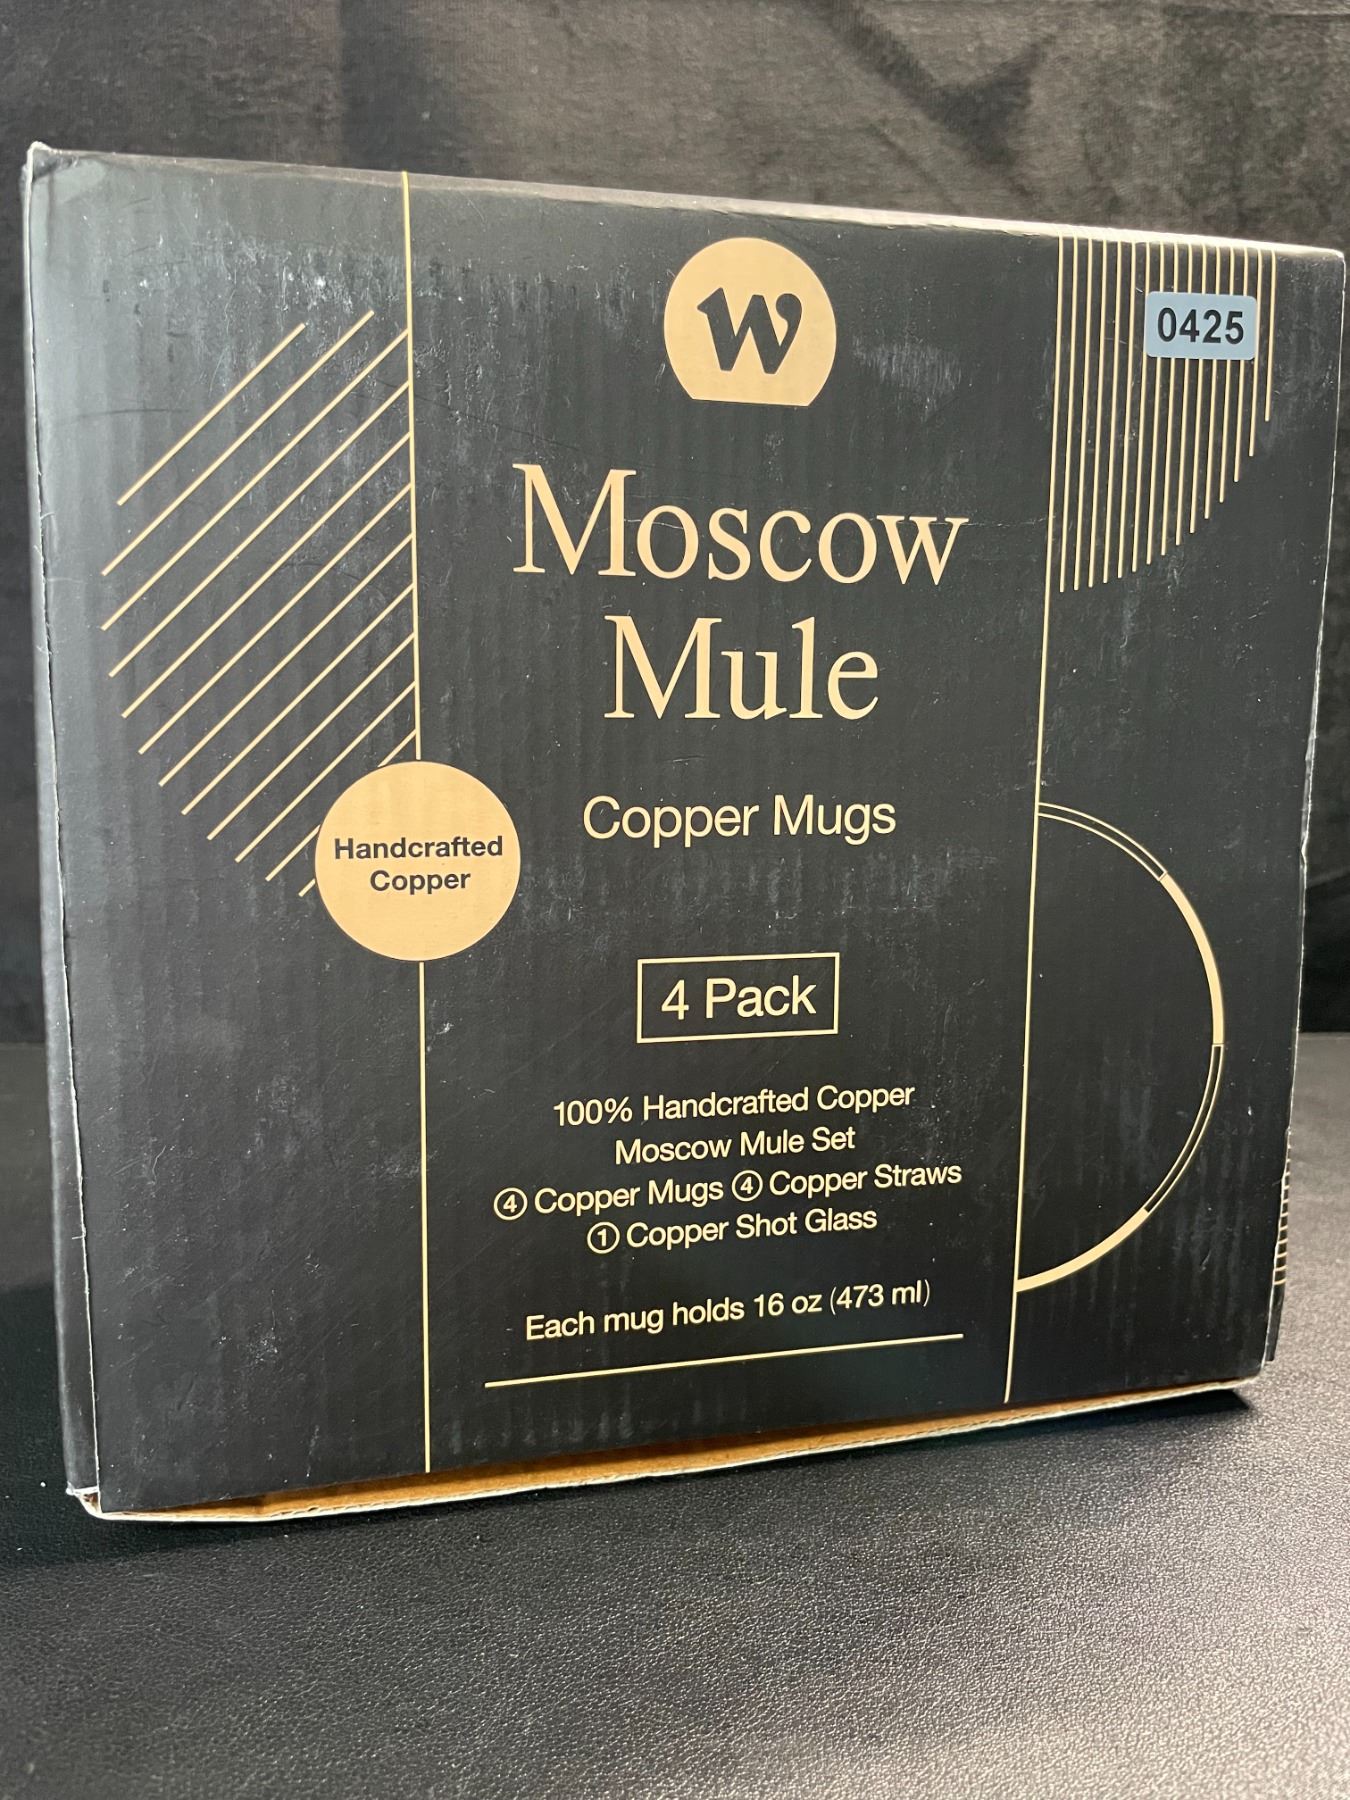 W
0425
Moscow
Mule
Copper Mugs
Handcrafted
Copper
4 Pack
100% Handcrafted Copper
Moscow Mule Set
④ Copper Mugs ④ Copper Straws
① Copper Shot Glass
Each mug holds 16 oz (473 ml)